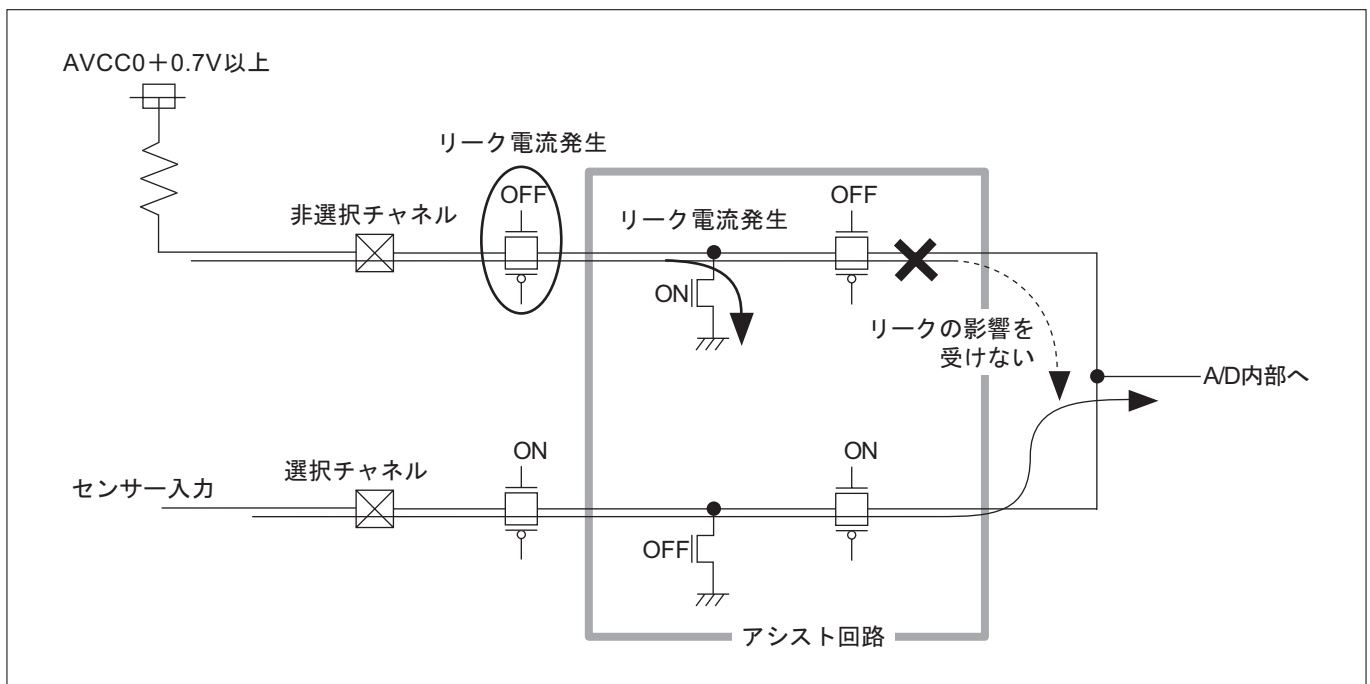 AVCC0+0.7V以上
リーク電流発生
OFF
OFF
非選択チャネル
リーク電流発生
ON
リークの影響を
受けない
A/D内部へ
ON
ON
選択チャネル
センサー入力
OFF
アシスト回路